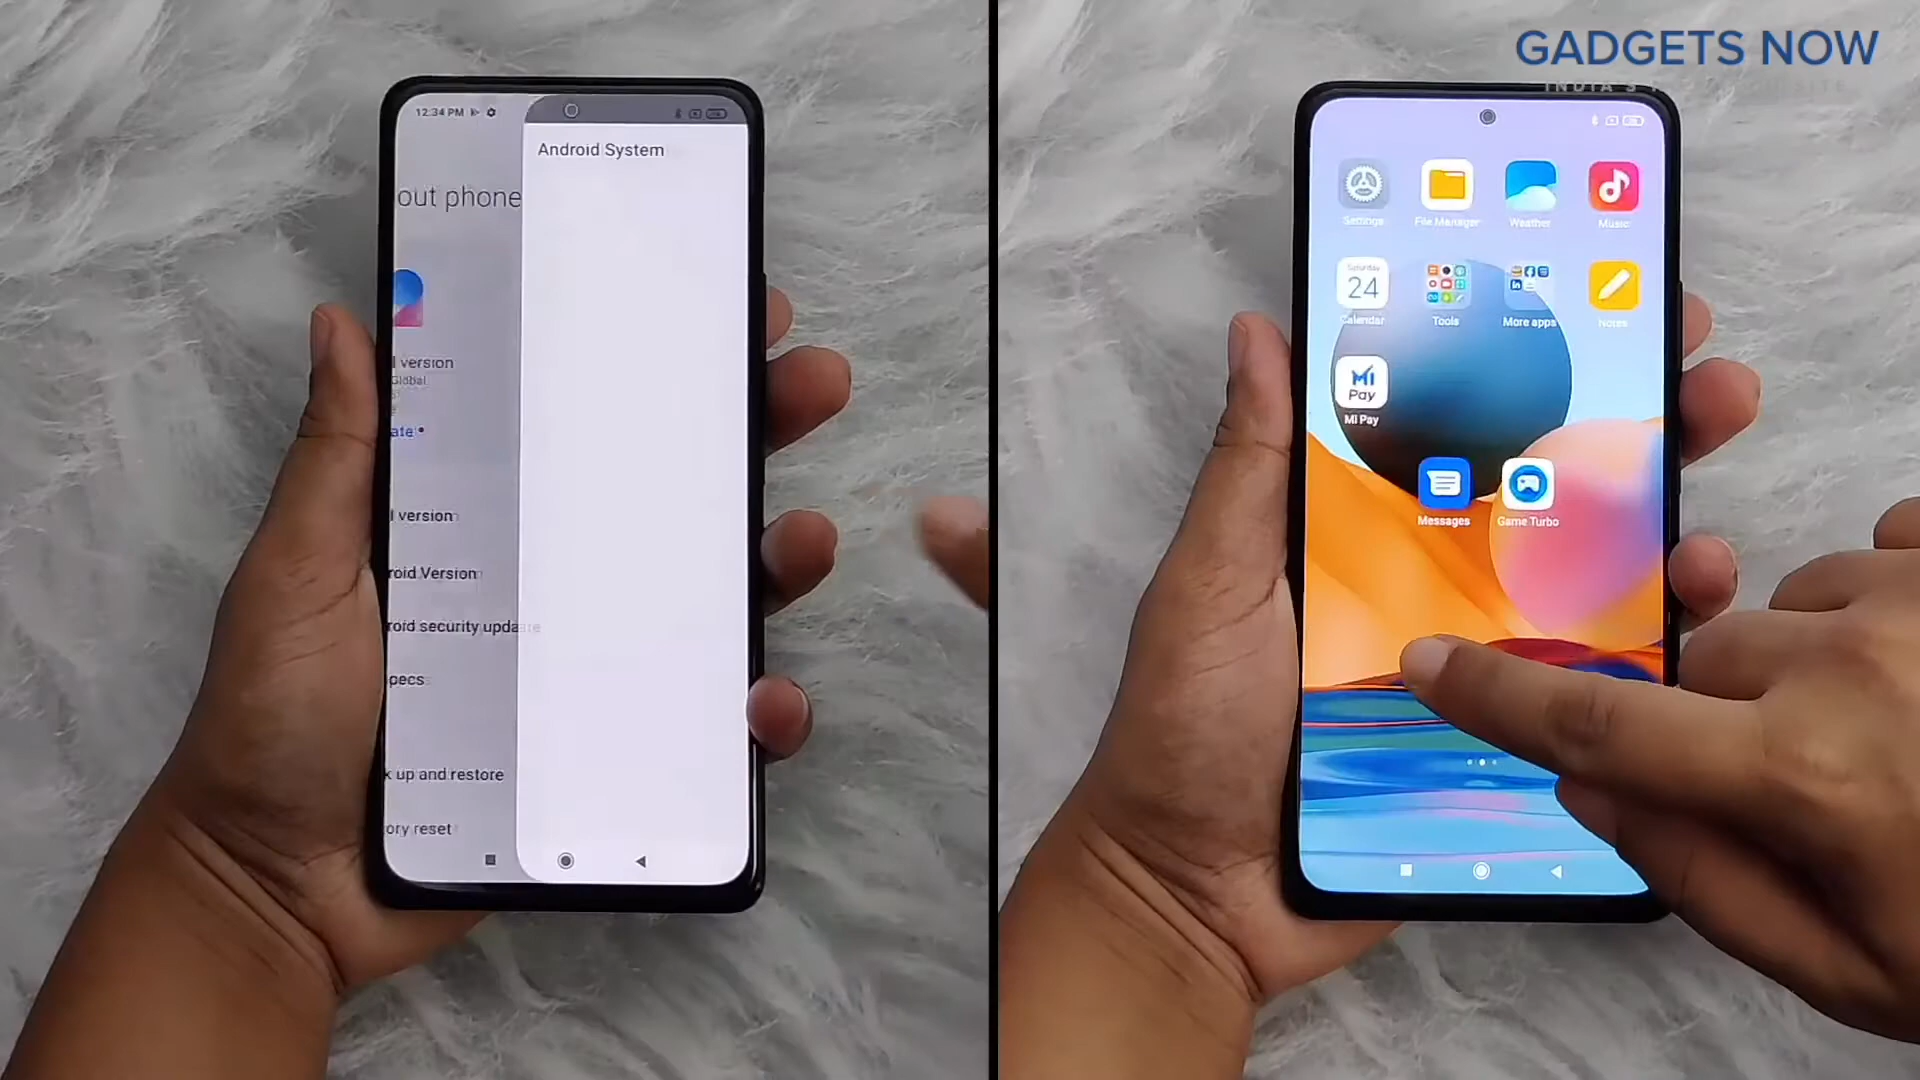 12:34 PM
Android System
out phone
l version
Global
ate
l version
roid Version
roid security update
pecs
k up and restore
ory reset
GADGETS NOW
Settings
File Manager
Weather
Music
Saturday
24
Calendar
Tools
More apps
Notes
MI
Pay
Mi Pay
Messages
Game Turbo